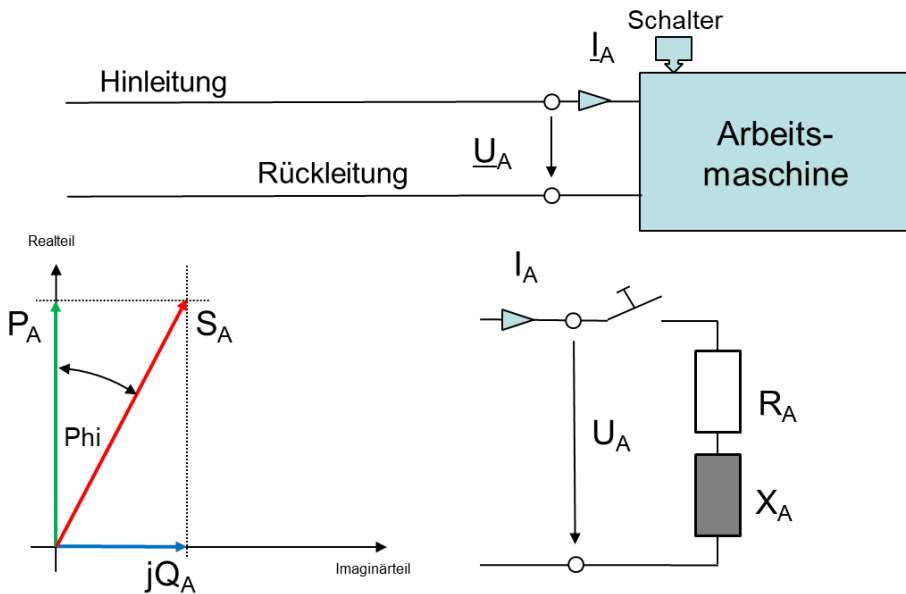 Schalter
I_A
Hinleitung
Arbeits-
maschine
U_A
Rückleitung
Realteil
I_A
P_A
S_A
R_A
Phi
U_A
X_A
Imaginärteil
jQ_A